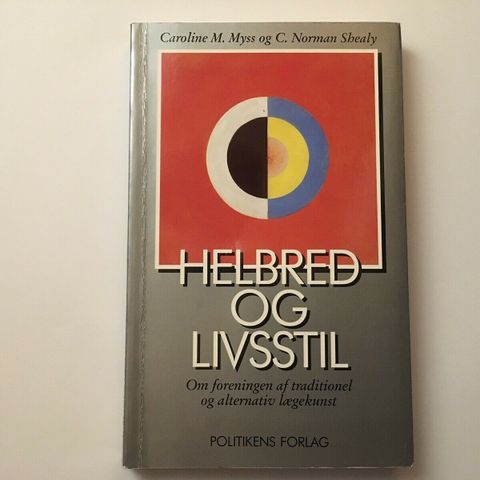 Caroline M. Myss og C. Norman Shealy
HELBRED
OG
LIVSSTIL
Om foreningen af traditionel
og alternativ lægekunst
POLITIKENS FORLAG